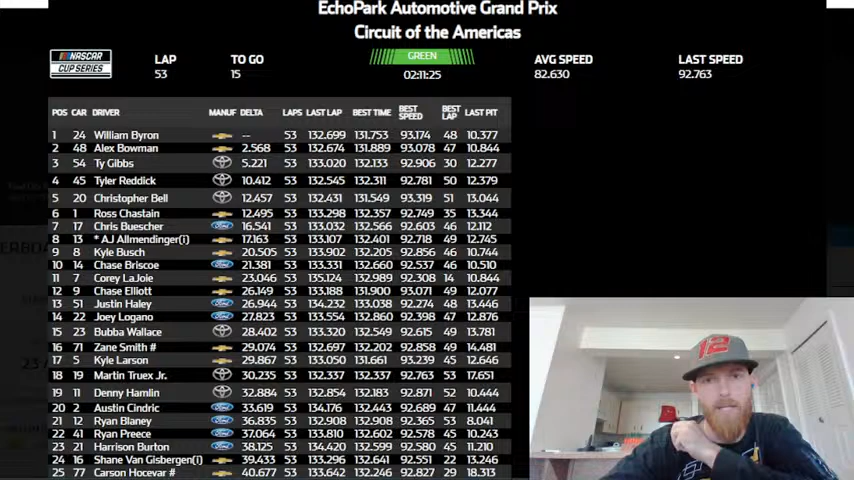 EchoPark Automotive Grand Prix
Circuit of the Americas
NASCAR CUP SERIES
LAP TO GO GREEN AVG SPEED LAST SPEED
53 15 02:11:25 82.630 92.763
POS CAR DRIVER MANUF DELTA LAPS LAST LAP BEST TIME BEST SPEED BEST LAP LAST PIT
1 24 William Byron -- 53 132.699 131.753 93.174 48 10.377
2 48 Alex Bowman 2.568 53 132.674 131.889 93.078 47 10.844
3 54 Ty Gibbs 5.221 53 133.020 132.133 92.906 30 12.277
4 45 Tyler Reddick 10.412 53 132.545 132.311 92.781 50 12.379
5 20 Christopher Bell 12.457 53 132.431 131.549 93.319 51 13.044
6 1 Ross Chastain 12.495 53 133.298 132.357 92.749 35 13.344
7 17 Chris Buescher 16.541 53 133.032 132.566 92.603 46 12.112
8 13 * AJ Allmendinger(i) 17.163 53 133.107 132.401 92.718 49 12.745
9 8 Kyle Busch 20.505 53 133.902 132.205 92.856 46 10.744
10 14 Chase Briscoe 21.381 53 133.331 132.660 92.537 46 10.510
11 7 Corey LaJoie 23.046 53 135.124 132.989 92.308 14 10.844
12 9 Chase Elliott 26.149 53 133.188 131.900 93.071 49 12.077
13 51 Justin Haley 26.944 53 134.232 133.038 92.274 48 13.446
14 22 Joey Logano 27.823 53 133.554 132.860 92.398 47 12.876
15 23 Bubba Wallace 28.402 53 133.320 132.549 92.615 49 13.781
16 71 Zane Smith # 29.074 53 132.697 132.202 92.858 49 14.481
17 5 Kyle Larson 29.867 53 133.050 131.661 93.239 45 12.646
18 19 Martin Truex Jr. 30.235 53 132.337 132.337 92.763 53 17.651
19 11 Denny Hamlin 32.884 53 132.854 132.183 92.871 52 10.444
20 2 Austin Cindric 33.619 53 134.176 132.443 92.689 47 11.444
21 12 Ryan Blaney 36.835 53 132.908 132.908 92.365 53 8.041
22 41 Ryan Preece 37.064 53 133.810 132.602 92.578 45 10.243
23 21 Harrison Burton 38.125 53 134.420 132.599 92.580 45 11.210
24 16 Shane Van Gisbergen(i) 39.433 53 133.296 132.641 92.551 22 13.246
25 77 Carson Hocevar # 40.677 53 133.642 132.246 92.827 29 18.313
12